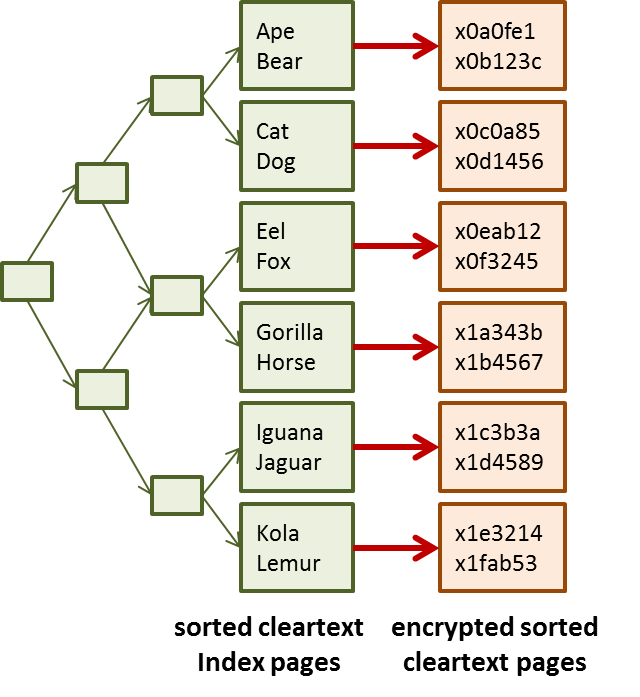 Ape
Bear
x0a0fe1
x0b123c
Cat
Dog
x0c0a85
x0d1456
Eel
Fox
x0eab12
x0f3245
Gorilla
Horse
x1a343b
x1b4567
Iguana
Jaguar
x1c3b3a
x1d4589
Kola
Lemur
x1e3214
x1fab53
sorted cleartext
Index pages
encrypted sorted
cleartext pages